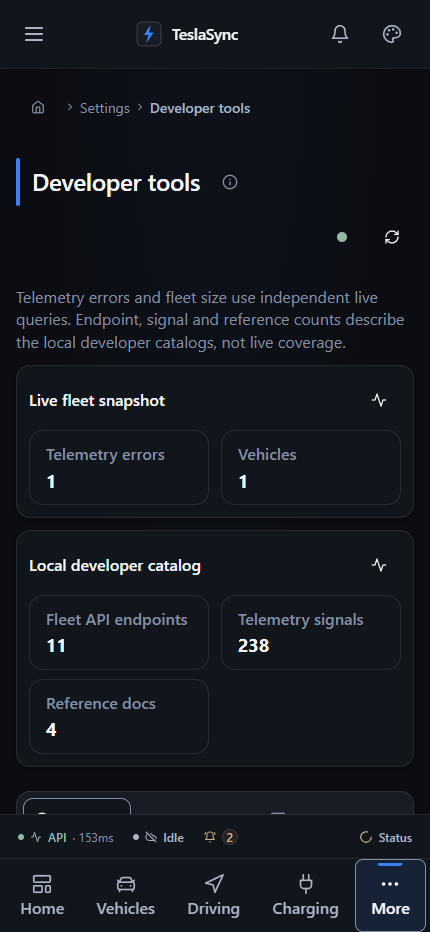 TeslaSync
Settings Developer tools
Developer tools
Telemetry errors and fleet size use independent live
queries. Endpoint, signal and reference counts describe
the local developer catalogs, not live coverage.
Live fleet snapshot
Telemetry errors Vehicles
1 1
Local developer catalog
Fleet API endpoints Telemetry signals
11 238
Reference docs
4
API · 153ms Idle 2 Status
Home Vehicles Driving Charging More